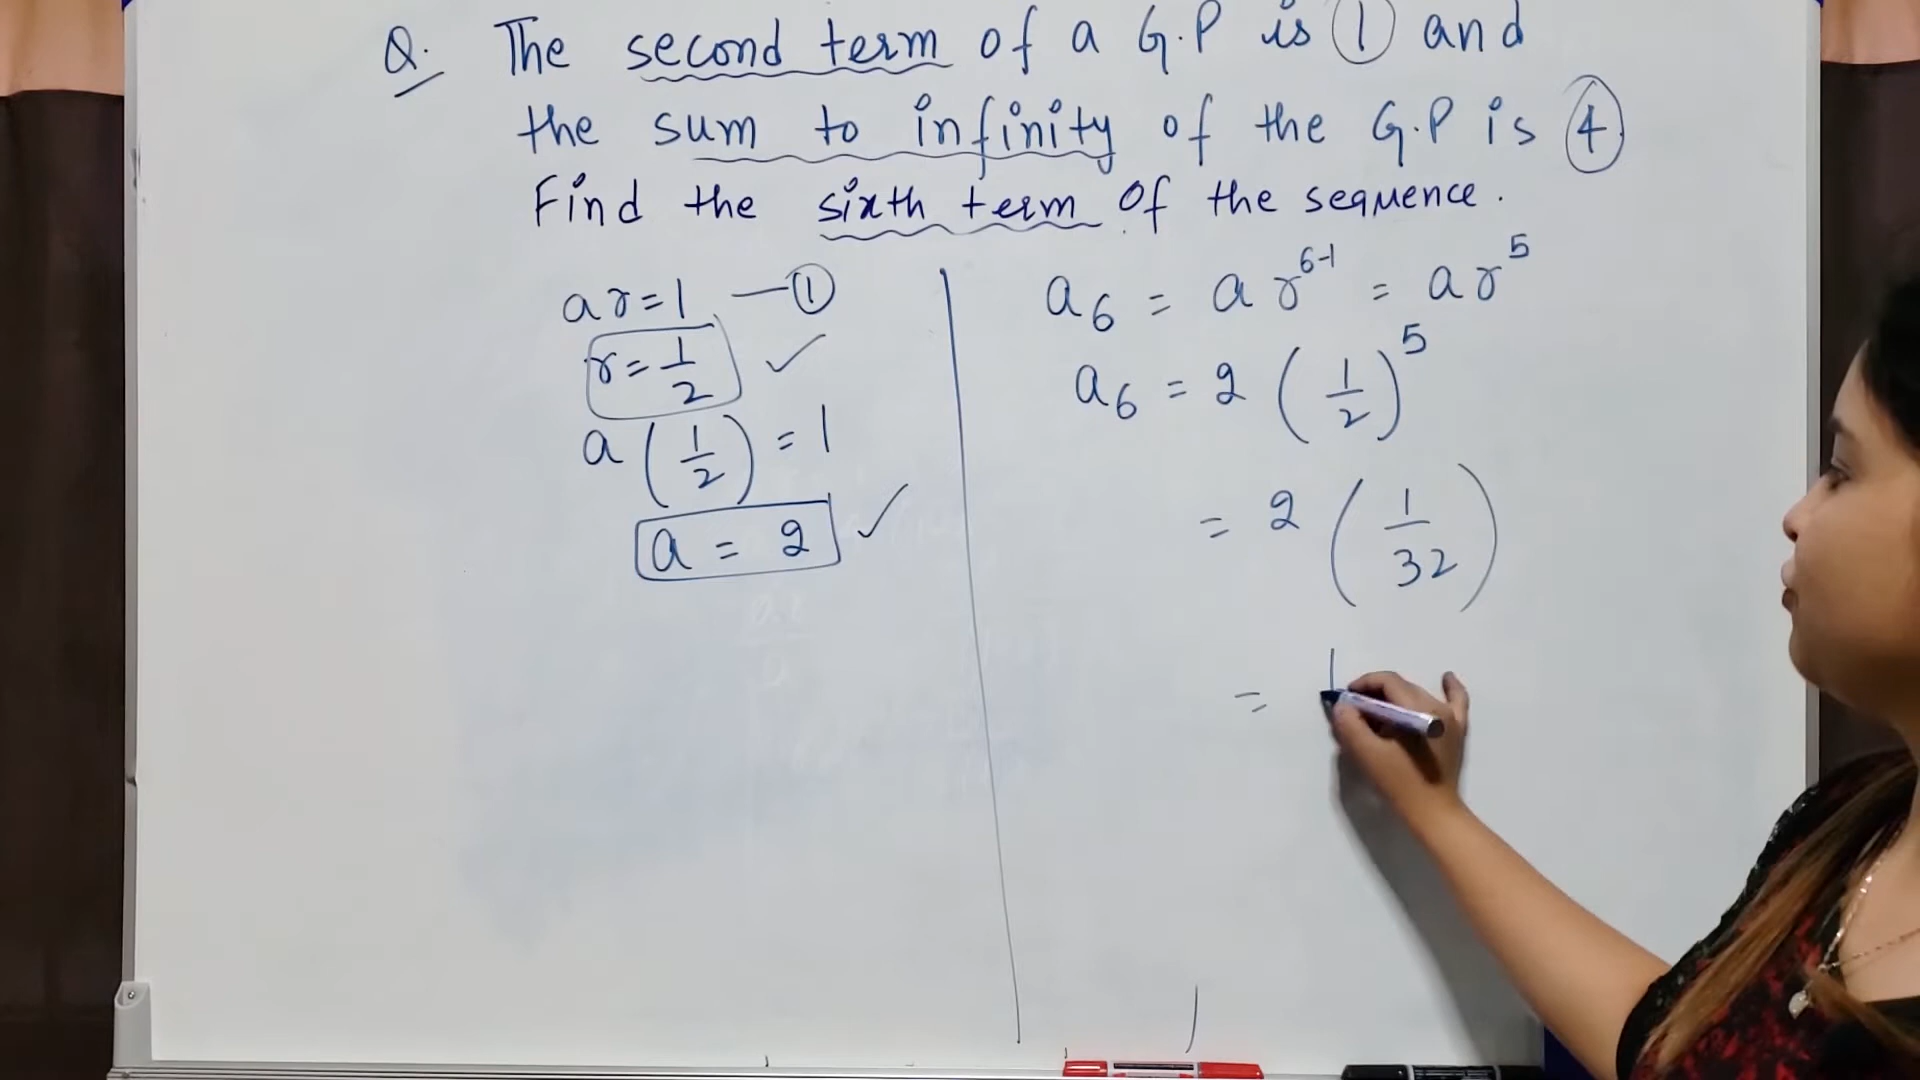 Q. The second term of a G.P is 1 and
the sum to infinity of the G.P is 4.
Find the sixth term of the sequence.
ar = 1 — 1
r = 1/2 ✓
a (1/2) = 1
a = 2 ✓
a₆ = a r⁶⁻¹ = a r⁵
a₆ = 2 (1/2)⁵
= 2 (1/32)
= 1